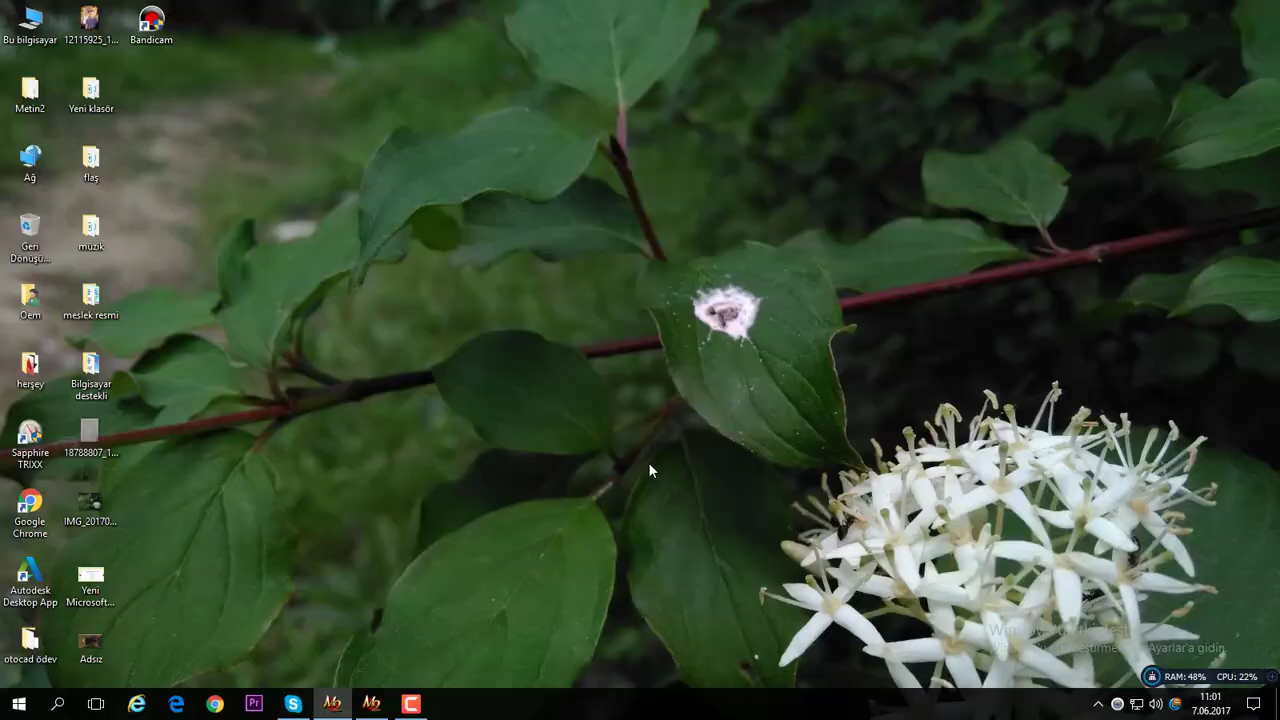 Bu bilgisayar
12115925_1...
Bandicam
Metin2
Yeni klasör
Ağ
flaş
Geri
Dönüşü...
müzik
Oem
meslek resmi
herşey
Bilgisayar
destekli
Sapphire
TRIXX
18788807_1...
Google
Chrome
IMG_20170...
Autodesk
Desktop App
Yeni
Microsoft...
otocad ödev
Adsız
Ayarlar'a gidin.
RAM: 48%
CPU: 22%
Pr
11:01
7.06.2017